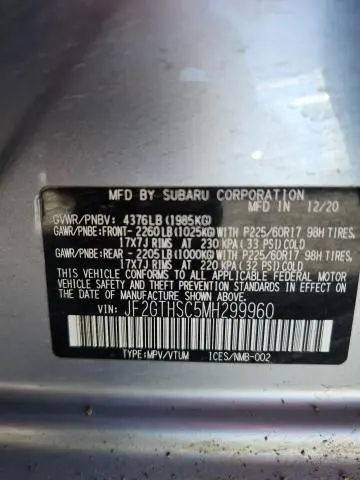 MFD. BY SUBARU CORPORATION 12/20
GVWR/PNBV: 4376LB(1985KG)
GAWR/PNBE:FRONT- 2260LB(1025KG)WITH P225/60R17 98H TIRES,
17X7J RIMS AT 230 KPA(33 PSI)COLD
GAWR/PNBE:REAR - 2205LB(1000KG)WITH P225/60R17 98H TIRES,
17X7J RIMS AT 220 KPA(32 PSI)COLD
THIS VEHICLE CONFORMS TO ALL APPLICABLE FEDERAL MOTOR
VEHICLE SAFETY, BUMPER, AND THEFT PREVENTION STANDARDS
IN EFFECT ON THE DATE OF MANUFACTURE SHOWN ABOVE.
VIN: JF2GTHSC5MH299960
TYPE:MPV/VTUM ICES/NMB-002